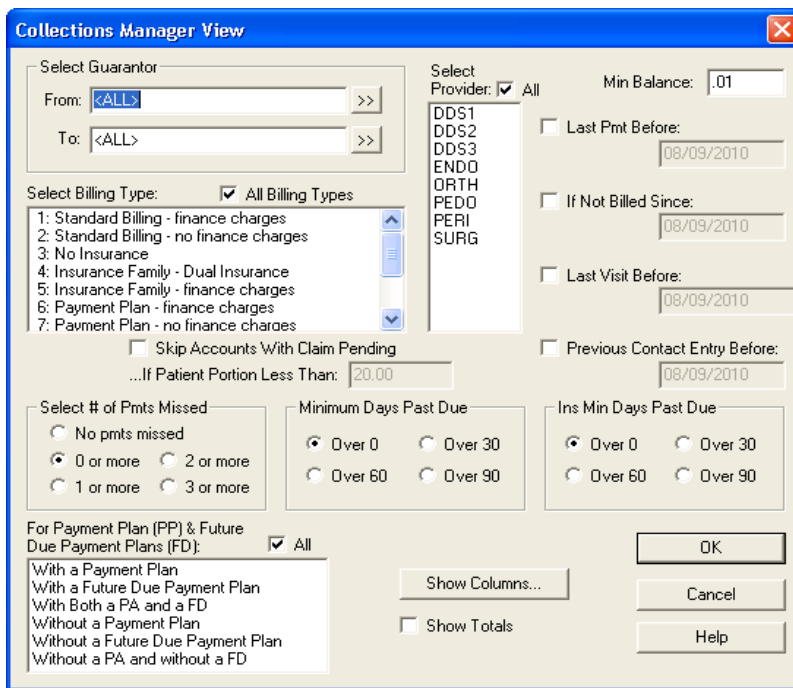 Collections Manager View
Select Guarantor
From: <ALL> >>
To: <ALL> >>
Select
Provider: All
DDS1
DDS2
DDS3
ENDO
ORTH
PEDO
PERI
SURG
Min Balance: .01
Last Pmt Before:
08/09/2010
If Not Billed Since:
08/09/2010
Last Visit Before:
08/09/2010
Previous Contact Entry Before:
08/09/2010
Select Billing Type: All Billing Types
1: Standard Billing - finance charges
2: Standard Billing - no finance charges
3: No Insurance
4: Insurance Family - Dual Insurance
5: Insurance Family - finance charges
6: Payment Plan - finance charges
7: Payment Plan - no finance charges
Skip Accounts With Claim Pending
...If Patient Portion Less Than: 20.00
Select # of Pmts Missed
No pmts missed
0 or more 2 or more
1 or more 3 or more
Minimum Days Past Due
Over 0 Over 30
Over 60 Over 90
Ins Min Days Past Due
Over 0 Over 30
Over 60 Over 90
For Payment Plan (PP) & Future
Due Payment Plans (FD): All
With a Payment Plan
With a Future Due Payment Plan
With Both a PA and a FD
Without a Payment Plan
Without a Future Due Payment Plan
Without a PA and without a FD
Show Columns...
Show Totals
OK
Cancel
Help